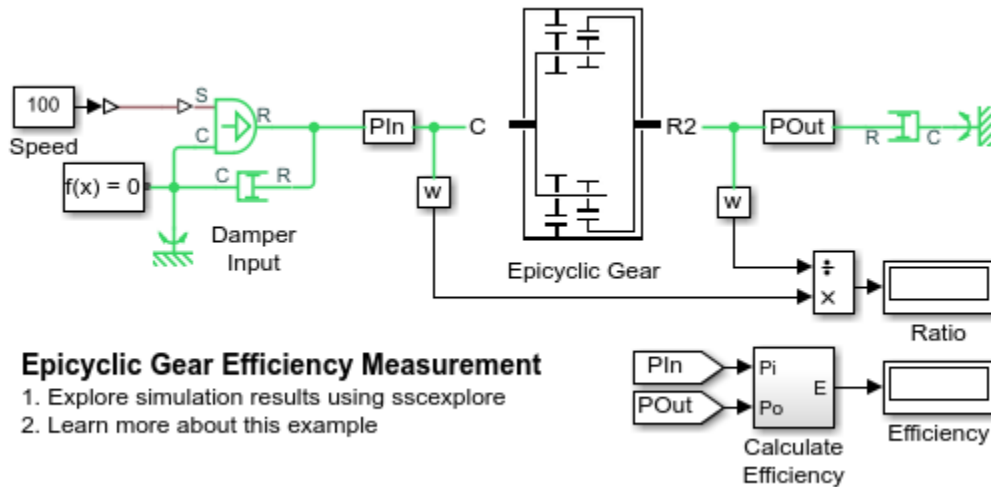 100
Speed
S
C
R
f(x) = 0
C
R
Damper
Input
PIn
w
C
R2
Epicyclic Gear
POut
w
R
C
÷
×
Ratio
Epicyclic Gear Efficiency Measurement
1. Explore simulation results using sscexplore
2. Learn more about this example
PIn
POut
Pi
Po
E
Calculate
Efficiency
Efficiency